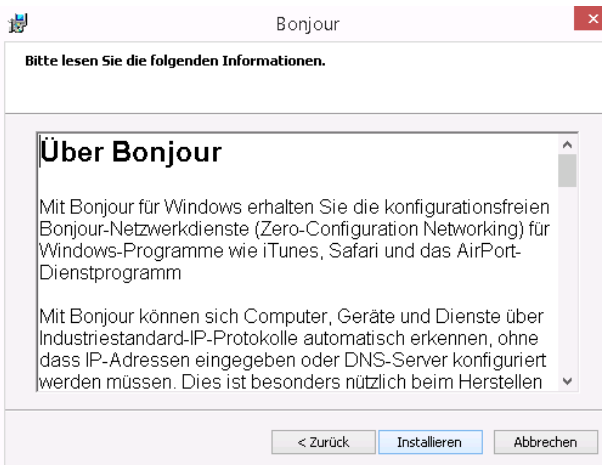 Bonjour
Bitte lesen Sie die folgenden Informationen.
Über Bonjour
Mit Bonjour für Windows erhalten Sie die konfigurationsfreien
Bonjour-Netzwerkdienste (Zero-Configuration Networking) für
Windows-Programme wie iTunes, Safari und das AirPort-
Dienstprogramm
Mit Bonjour können sich Computer, Geräte und Dienste über
Industriestandard-IP-Protokolle automatisch erkennen, ohne
dass IP-Adressen eingegeben oder DNS-Server konfiguriert
werden müssen. Dies ist besonders nützlich beim Herstellen
< Zurück Installieren Abbrechen